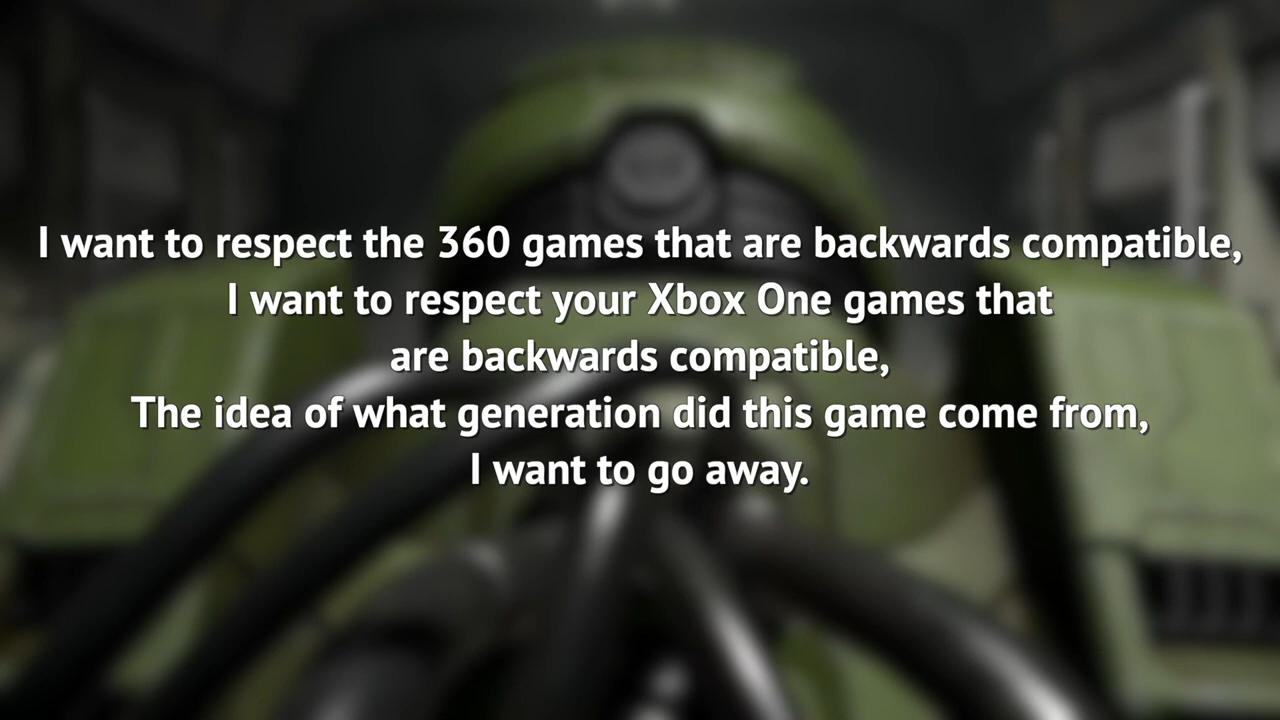 I want to respect the 360 games that are backwards compatible,
I want to respect your Xbox One games that
are backwards compatible,
The idea of what generation did this game come from,
I want to go away.